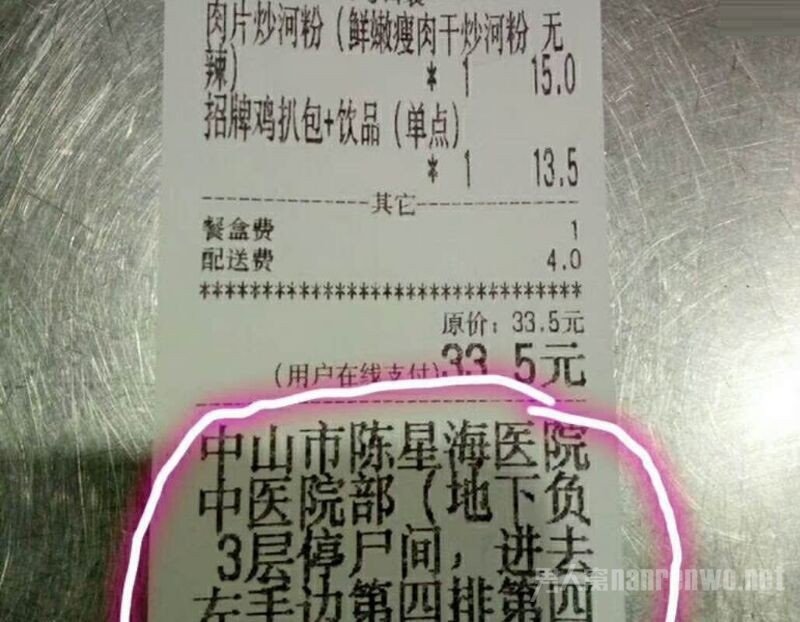 肉片炒河粉（鲜嫩瘦肉干炒河粉 无
辣）
* 1 15.0
招牌鸡扒包+饮品（单点）
* 1 13.5
其它
餐盒费 1
配送费 4.0
*********************************
原价：33.5元
（用户在线支付）33.5元
中山市陈星海医院
中医院部（地下负
3层停尸间，进去
左手边第四排第四
nanrenwo.net